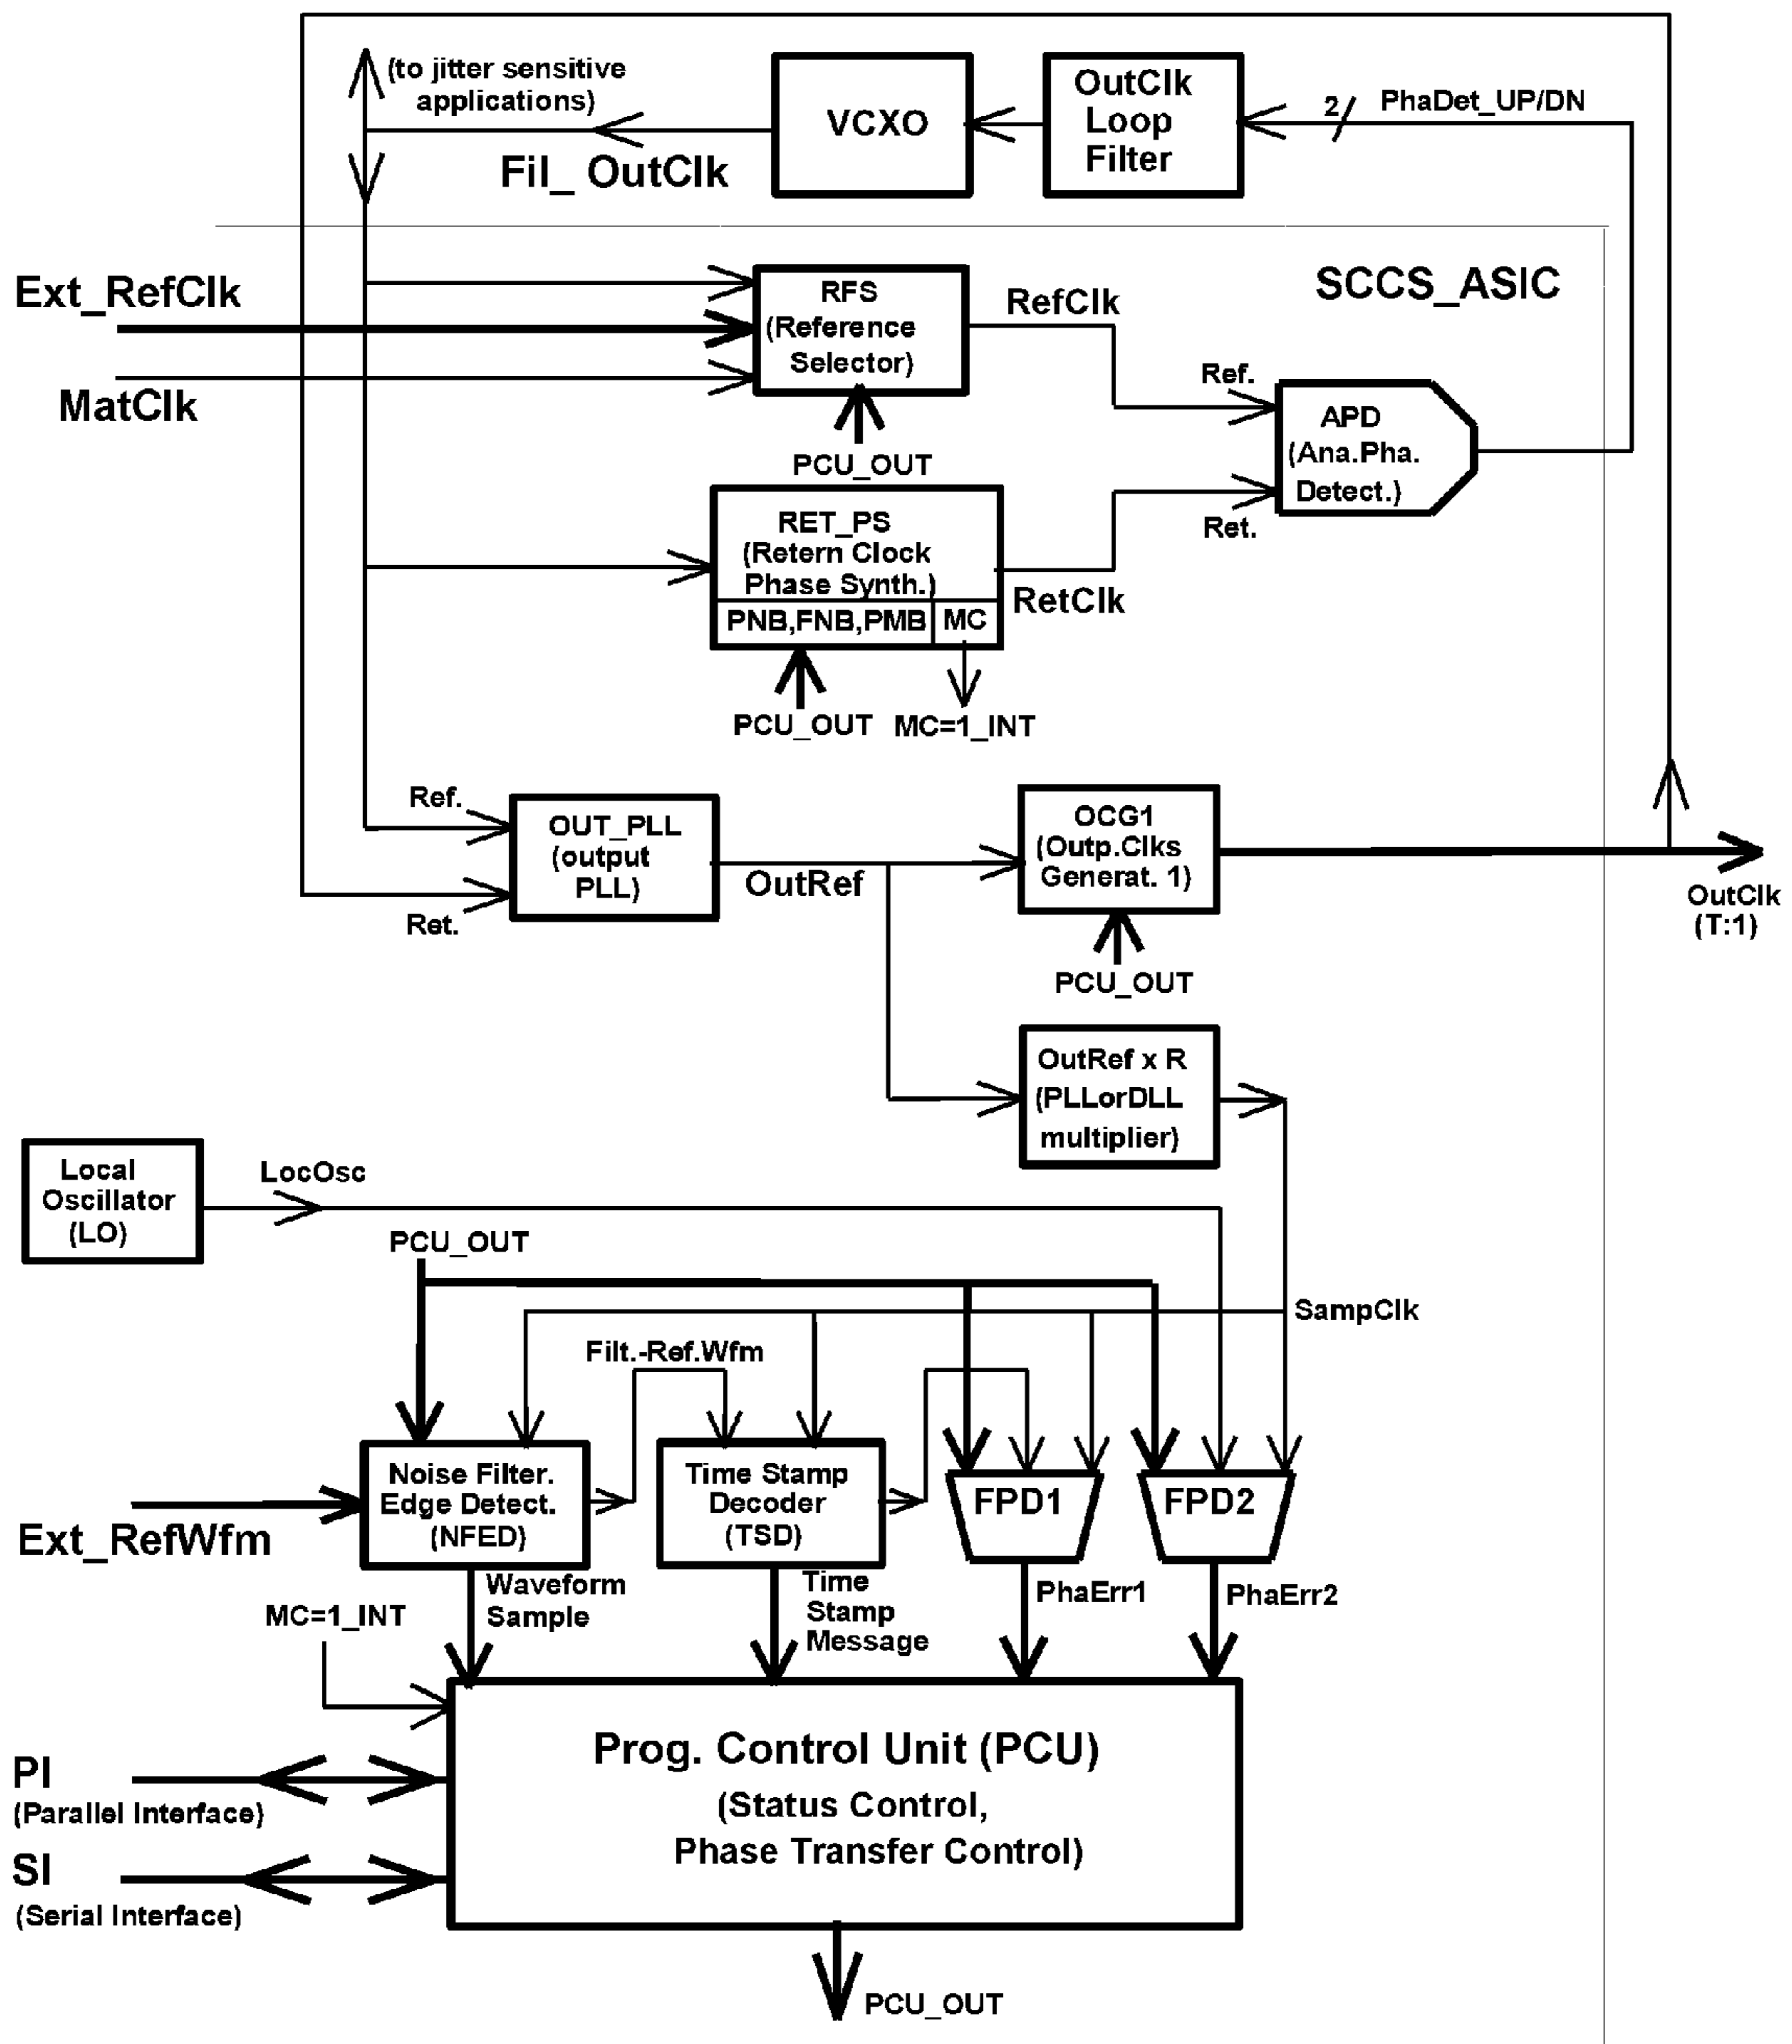 (to jitter sensitive
applications)
VCXO
OutClk
Loop
Filter
2
PhaDet_UP/DN
Fil_ OutClk
Ext_RefClk
MatClk
RFS
(Reference
Selector)
PCU_OUT
RefClk
SCCS_ASIC
Ref.
APD
(Ana.Pha.
Detect.)
Ret.
RET_PS
(Retern Clock
Phase Synth.)
PNB,FNB,PMB
MC
RetClk
PCU_OUT
MC=1_INT
Ref.
OUT_PLL
(output
PLL)
Ret.
OutRef
OCG1
(Outp.Clks
Generat. 1)
PCU_OUT
OutClk
(T:1)
OutRef x R
(PLLorDLL
multiplier)
Local
Oscillator
(LO)
LocOsc
PCU_OUT
SampClk
Filt.-Ref.Wfm
Noise Filter.
Edge Detect.
(NFED)
Time Stamp
Decoder
(TSD)
FPD1
FPD2
Ext_RefWfm
Waveform
Sample
Time
Stamp
Message
PhaErr1
PhaErr2
MC=1_INT
Prog. Control Unit (PCU)
(Status Control,
Phase Transfer Control)
PI
(Parallel Interface)
SI
(Serial Interface)
PCU_OUT